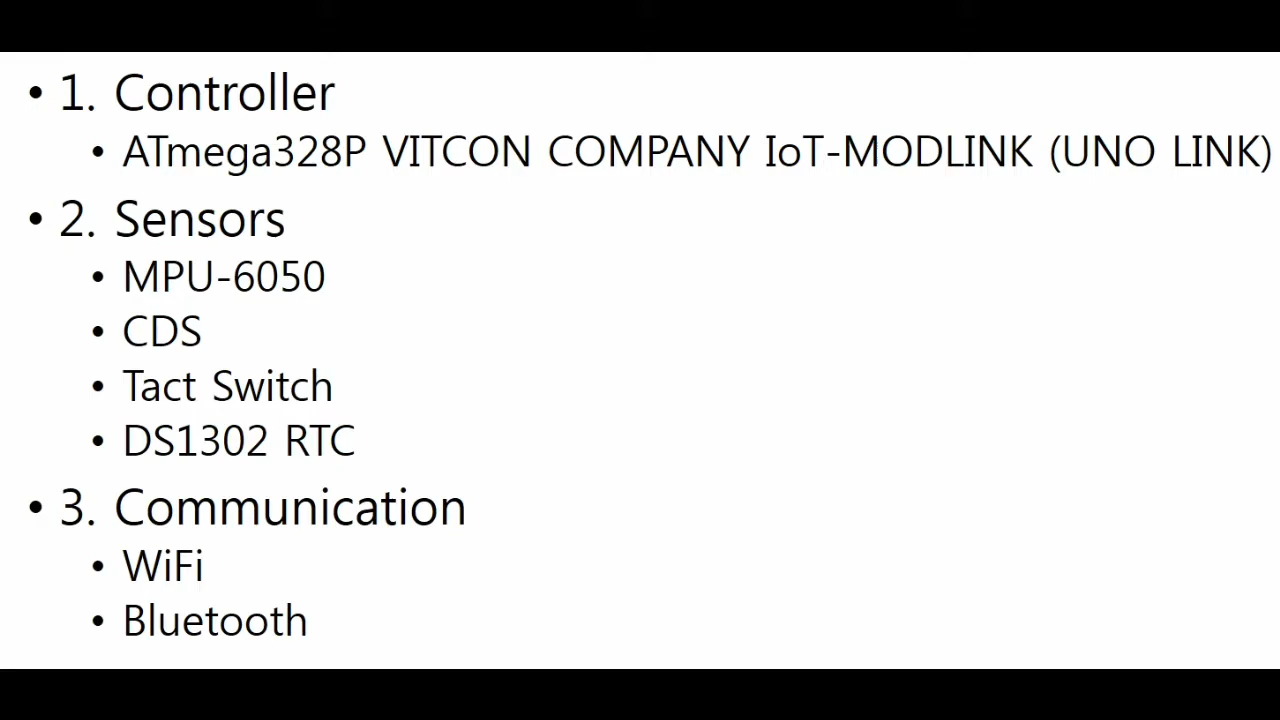 • 1. Controller
• ATmega328P VITCON COMPANY IoT-MODLINK (UNO LINK)
• 2. Sensors
• MPU-6050
• CDS
• Tact Switch
• DS1302 RTC
• 3. Communication
• WiFi
• Bluetooth